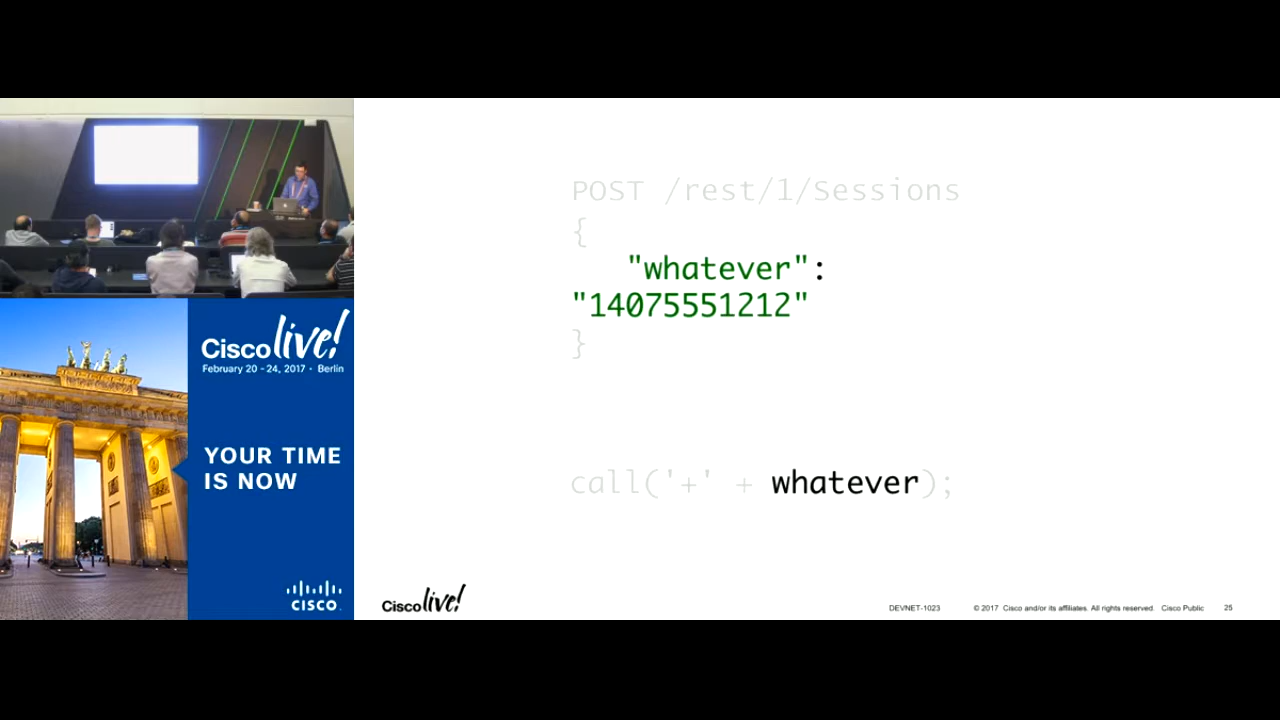 POST /rest/1/Sessions
{
"whatever":
"14075551212"
}
call('+' + whatever);
Cisco live!
February 20 - 24, 2017 · Berlin
YOUR TIME
IS NOW
CISCO
Cisco live!
DEVNET-1023 © 2017 Cisco and/or its affiliates. All rights reserved. Cisco Public 25